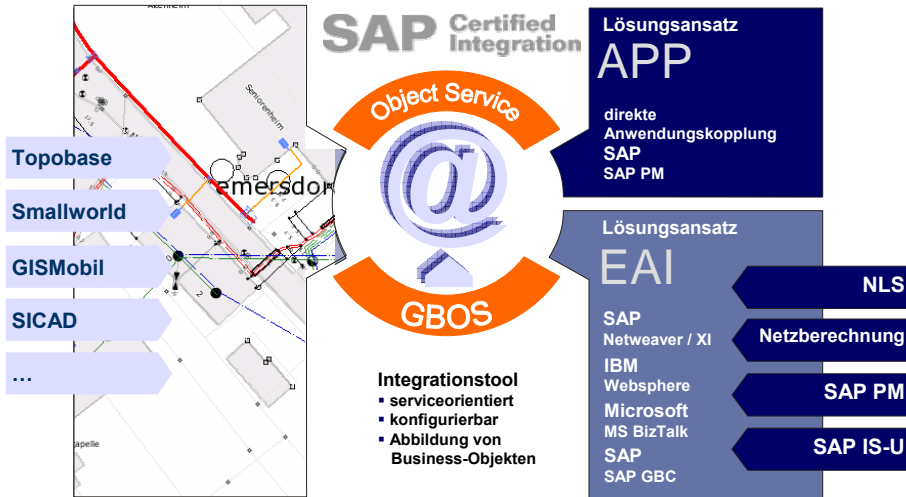 SAP Certified
Integration
Seniorenheim
emersdor
apelle
Topobase
Smallworld
GISMobil
SICAD
...
Object Service
@
GBOS
Integrationstool
▪ serviceorientiert
▪ konfigurierbar
▪ Abbildung von
Business-Objekten
Lösungsansatz
APP
direkte
Anwendungskopplung
SAP
SAP PM
Lösungsansatz
EAI
SAP
Netweaver / XI
IBM
Websphere
Microsoft
MS BizTalk
SAP
SAP GBC
NLS
Netzberechnung
SAP PM
SAP IS-U